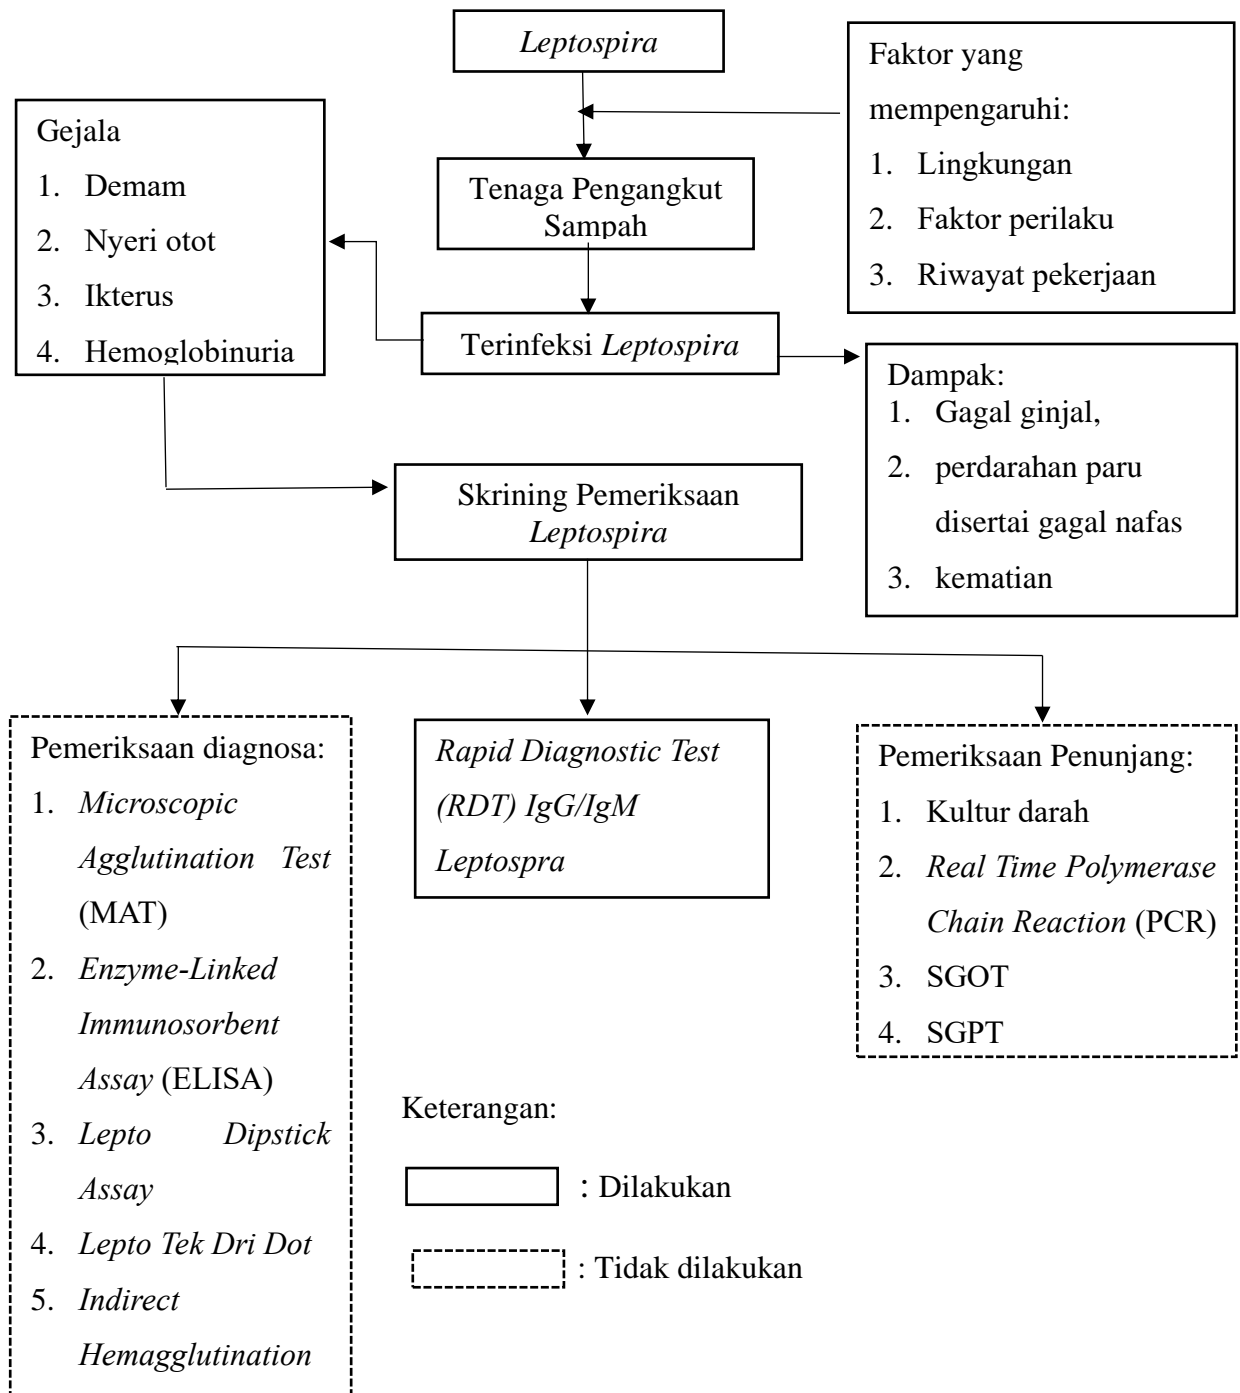 Leptospira
Faktor yang
mempengaruhi:
1. Lingkungan
2. Faktor perilaku
3. Riwayat pekerjaan
Gejala
1. Demam
2. Nyeri otot
3. Ikterus
4. Hemoglobinuria
Tenaga Pengangkut
Sampah
Terinfeksi Leptospira
Dampak:
1. Gagal ginjal,
2. perdarahan paru
disertai gagal nafas
3. kematian
Skrining Pemeriksaan
Leptospira
Pemeriksaan diagnosa:
1. Microscopic
Agglutination Test
(MAT)
2. Enzyme-Linked
Immunosorbent
Assay (ELISA)
3. Lepto Dipstick
Assay
4. Lepto Tek Dri Dot
5. Indirect
Hemagglutination
Rapid Diagnostic Test
(RDT) IgG/IgM
Leptospra
Pemeriksaan Penunjang:
1. Kultur darah
2. Real Time Polymerase
Chain Reaction (PCR)
3. SGOT
4. SGPT
Keterangan:
: Dilakukan
: Tidak dilakukan